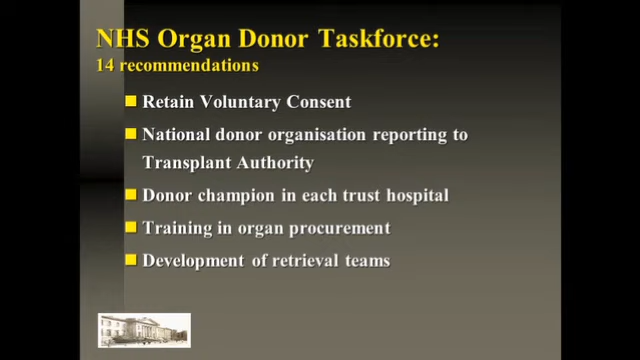 NHS Organ Donor Taskforce:
14 recommendations
Retain Voluntary Consent
National donor organisation reporting to
Transplant Authority
Donor champion in each trust hospital
Training in organ procurement
Development of retrieval teams